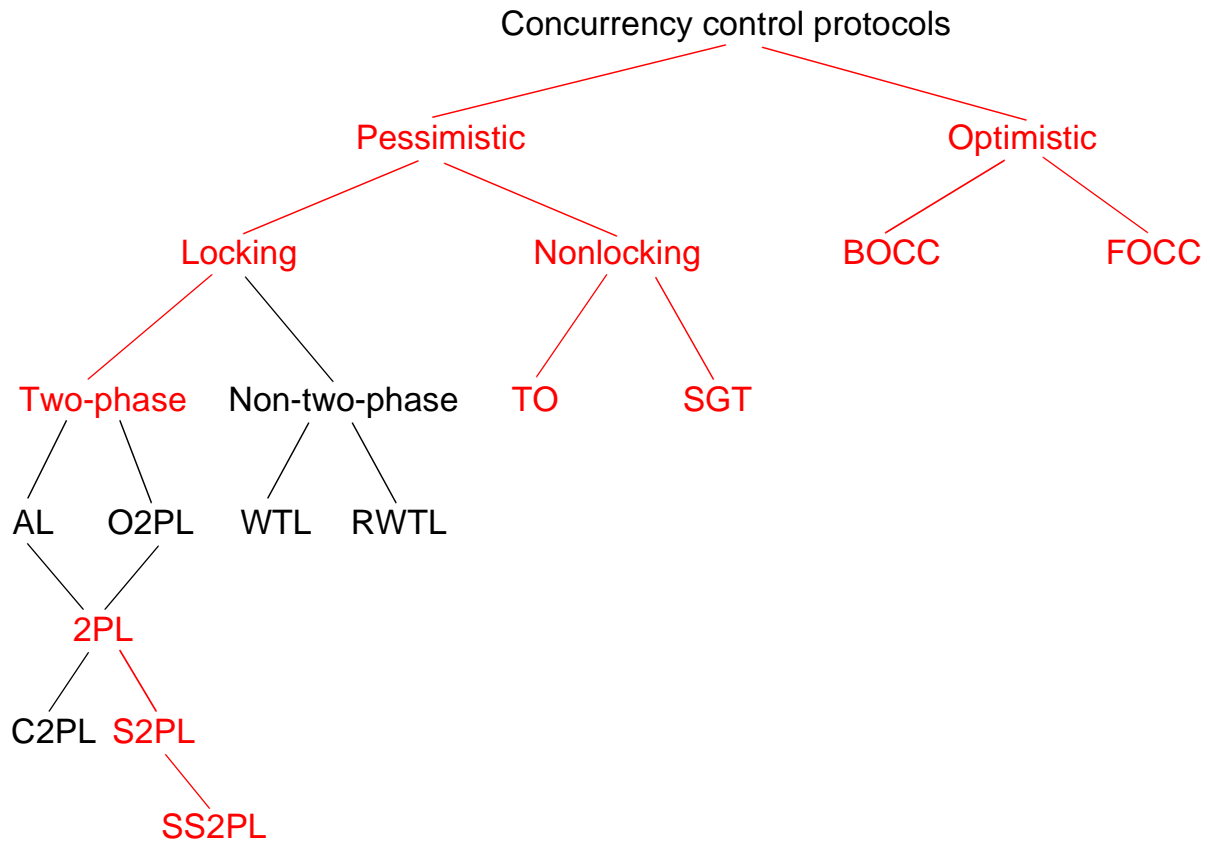 Concurrency control protocols
Pessimistic Optimistic
Locking Nonlocking BOCC FOCC
Two-phase Non-two-phase TO SGT
AL O2PL WTL RWTL
2PL
C2PL S2PL
SS2PL